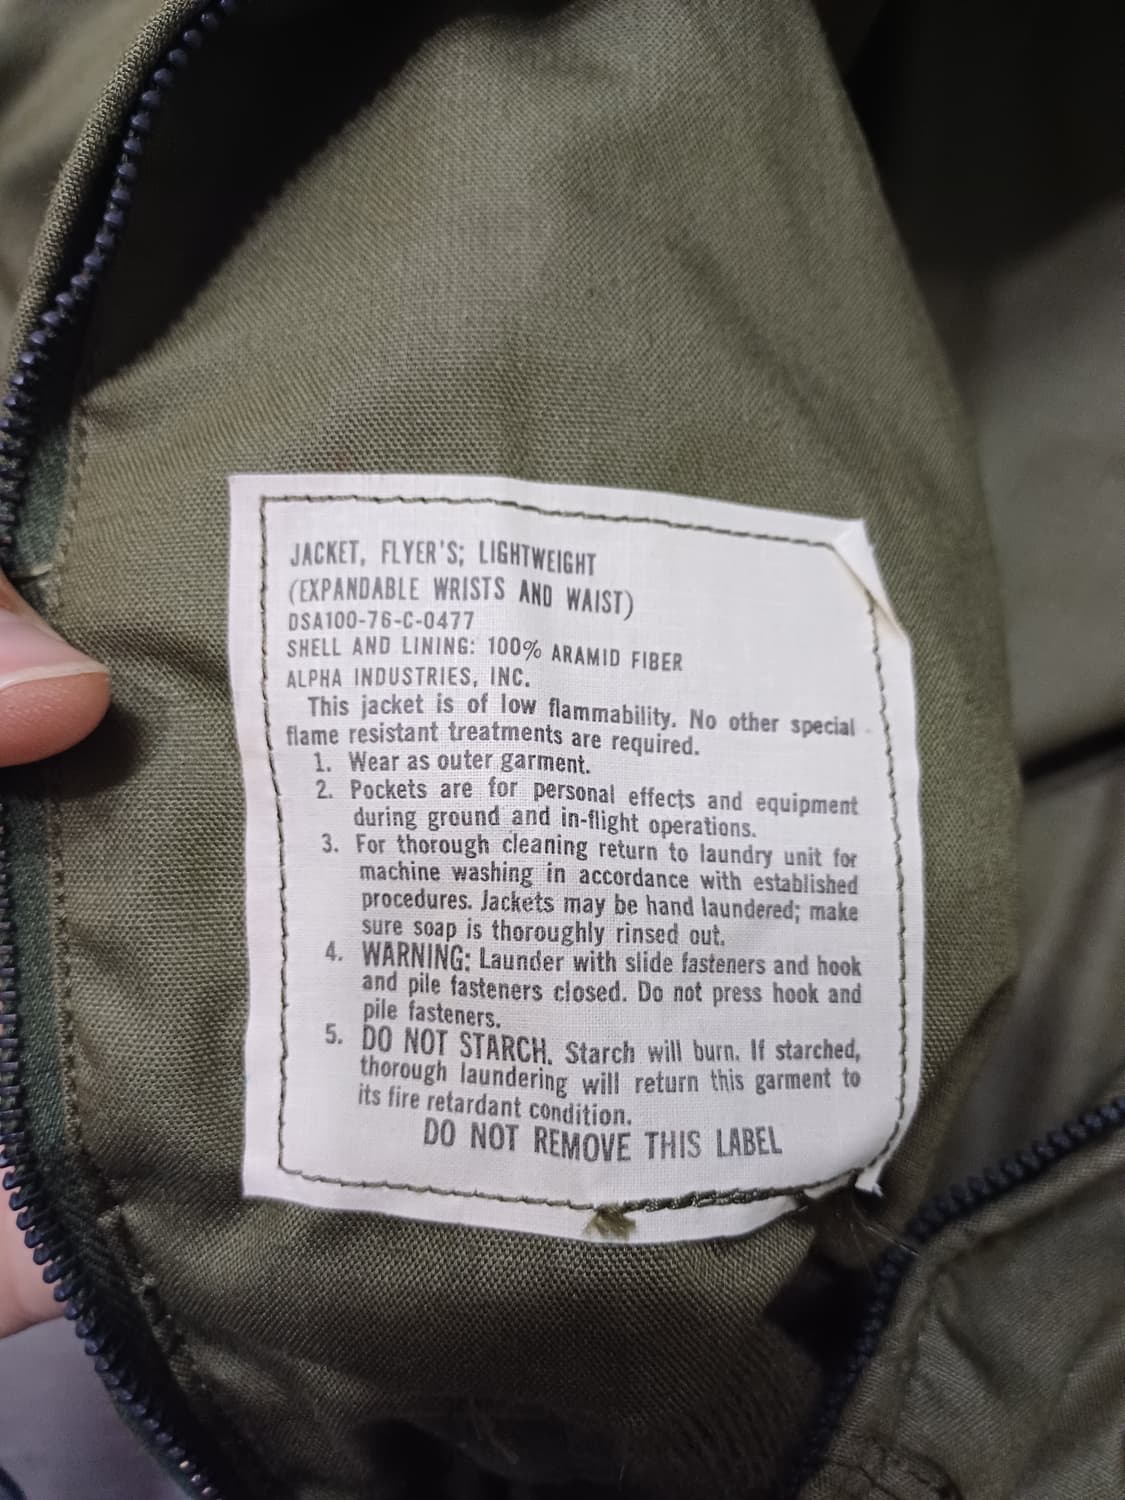 JACKET, FLYER'S; LIGHTWEIGHT
(EXPANDABLE WRISTS AND WAIST)
DSA100-76-C-0477
SHELL AND LINING: 100% ARAMID FIBER
ALPHA INDUSTRIES, INC.
This jacket is of low flammability. No other special
flame resistant treatments are required.
1. Wear as outer garment.
2. Pockets are for personal effects and equipment
during ground and in-flight operations.
3. For thorough cleaning return to laundry unit for
machine washing in accordance with established
procedures. Jackets may be hand laundered; make
sure soap is thoroughly rinsed out.
4. WARNING: Launder with slide fasteners and hook
and pile fasteners closed. Do not press hook and
pile fasteners.
5. DO NOT STARCH. Starch will burn. If starched,
thorough laundering will return this garment to
its fire retardant condition.
DO NOT REMOVE THIS LABEL